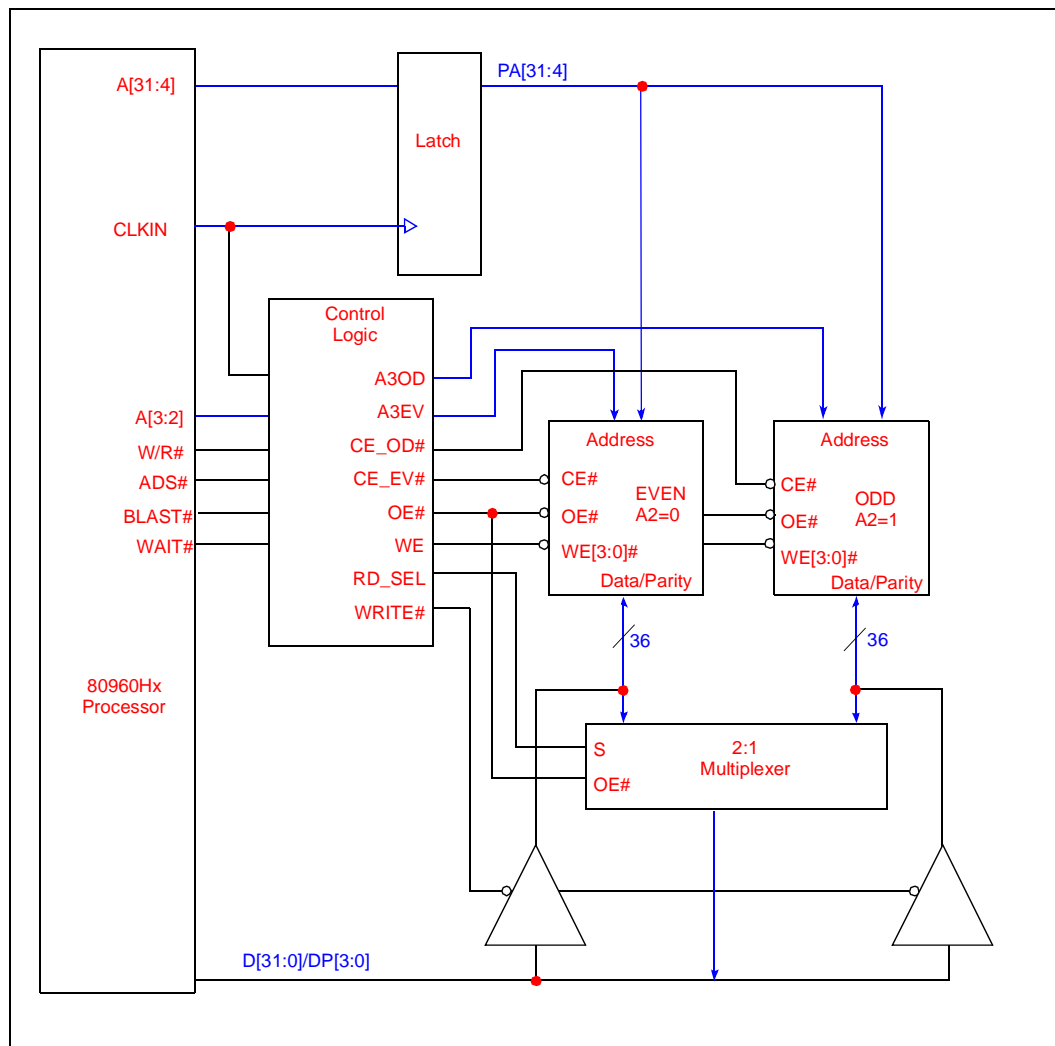 A[31:4]
PA[31:4]
Latch
CLKIN
Control
Logic
A3OD
A3EV
CE_OD#
CE_EV#
OE#
WE
RD_SEL
WRITE#
A[3:2]
W/R#
ADS#
BLAST#
WAIT#
Address
CE#
EVEN
A2=0
OE#
WE[3:0]#
Data/Parity
Address
CE#
ODD
A2=1
OE#
WE[3:0]#
Data/Parity
36
36
80960Hx
Processor
S
2:1
Multiplexer
OE#
D[31:0]/DP[3:0]